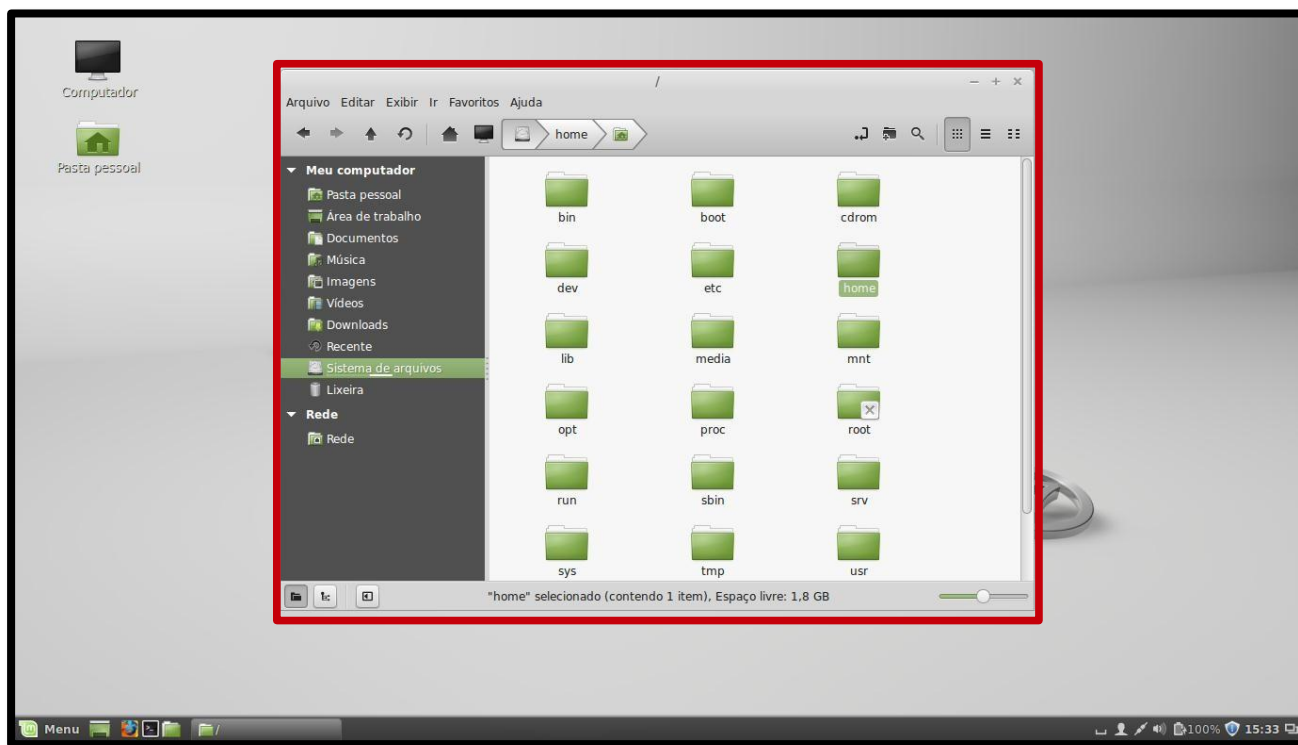 Computador
Pasta pessoal
/
Arquivo Editar Exibir Ir Favoritos Ajuda
home
Meu computador
Pasta pessoal
Área de trabalho
Documentos
Música
Imagens
Vídeos
Downloads
Recente
Sistema de arquivos
Lixeira
Rede
Rede
bin boot cdrom
dev etc home
lib media mnt
opt proc root
run sbin srv
sys tmp usr
"home" selecionado (contendo 1 item), Espaço livre: 1,8 GB
Menu / 100% 15:33